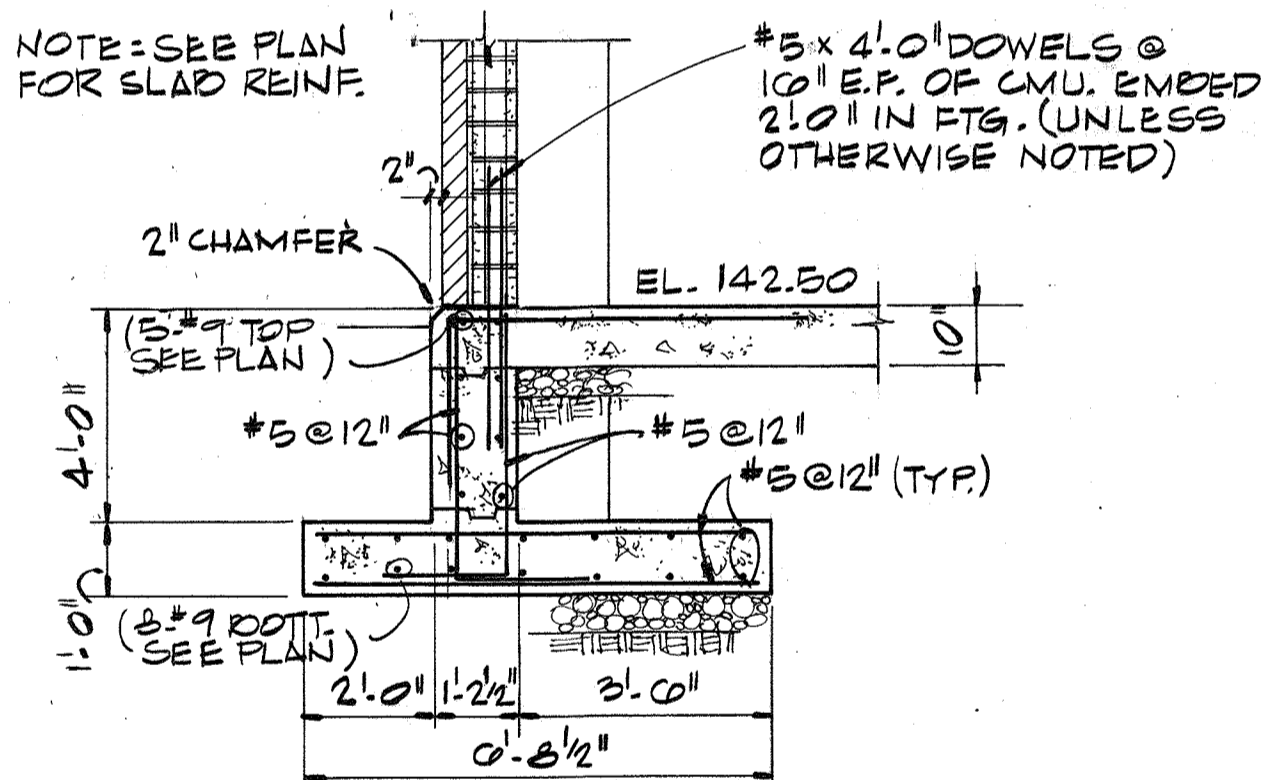 NOTE: SEE PLAN
FOR SLAB REINF.
#5 x 4'-0" DOWELS @
16" E.F. OF CMU. EMBED
2'-0" IN FTG. (UNLESS
OTHERWISE NOTED)
2"
2" CHAMFER
EL. 142.50
(5-#9 TOP
SEE PLAN)
10"
4'-0"
#5 @ 12"
#5 @ 12"
#5 @ 12" (TYP.)
1'-0"
(8-#9 BOTT.
SEE PLAN)
2'-0"
1'-2 1/2"
3'-6"
6'-8 1/2"